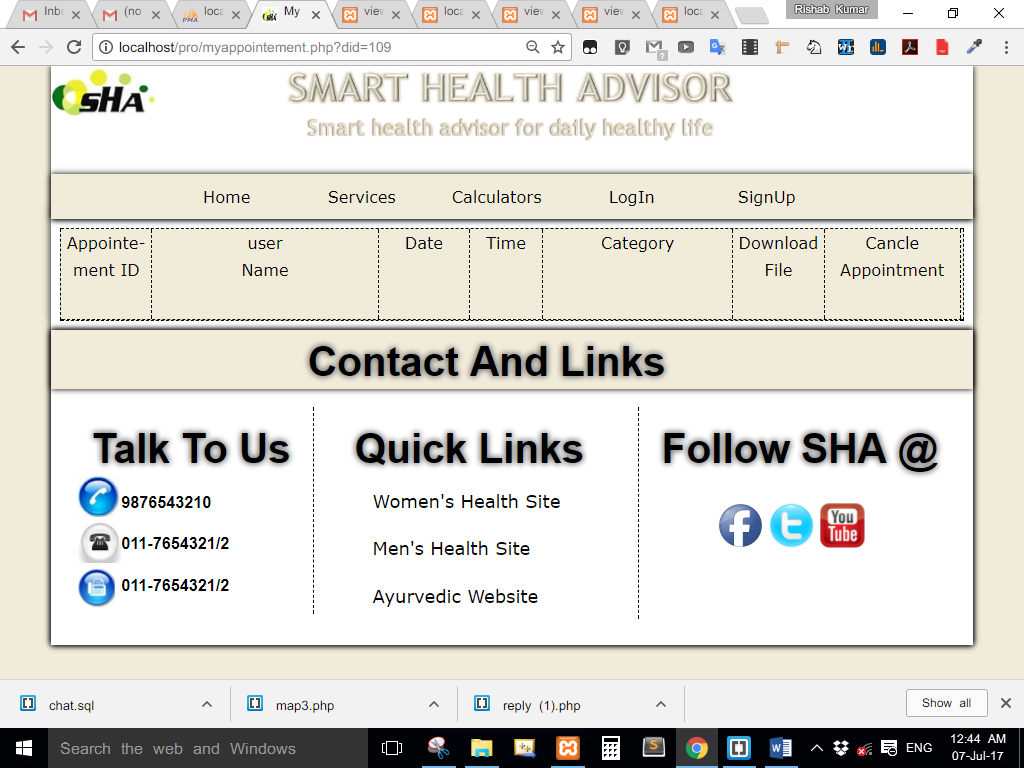 Inbo
(no
loca
My
view
loca
view
view
loca
Rishab Kumar
localhost/pro/myappointement.php?did=109
SHA
SMART HEALTH ADVISOR
Smart health advisor for daily healthy life
Home Services Calculators LogIn SignUp
Appointe- user Date Time Category Download Cancle
ment ID Name File Appointment
Contact And Links
Talk To Us Quick Links Follow SHA @
9876543210
Women's Health Site
You
Tube
011-7654321/2
Men's Health Site
011-7654321/2
Ayurvedic Website
chat.sql map3.php reply (1).php Show all
Search the web and Windows
ENG
12:44 AM
07-Jul-17